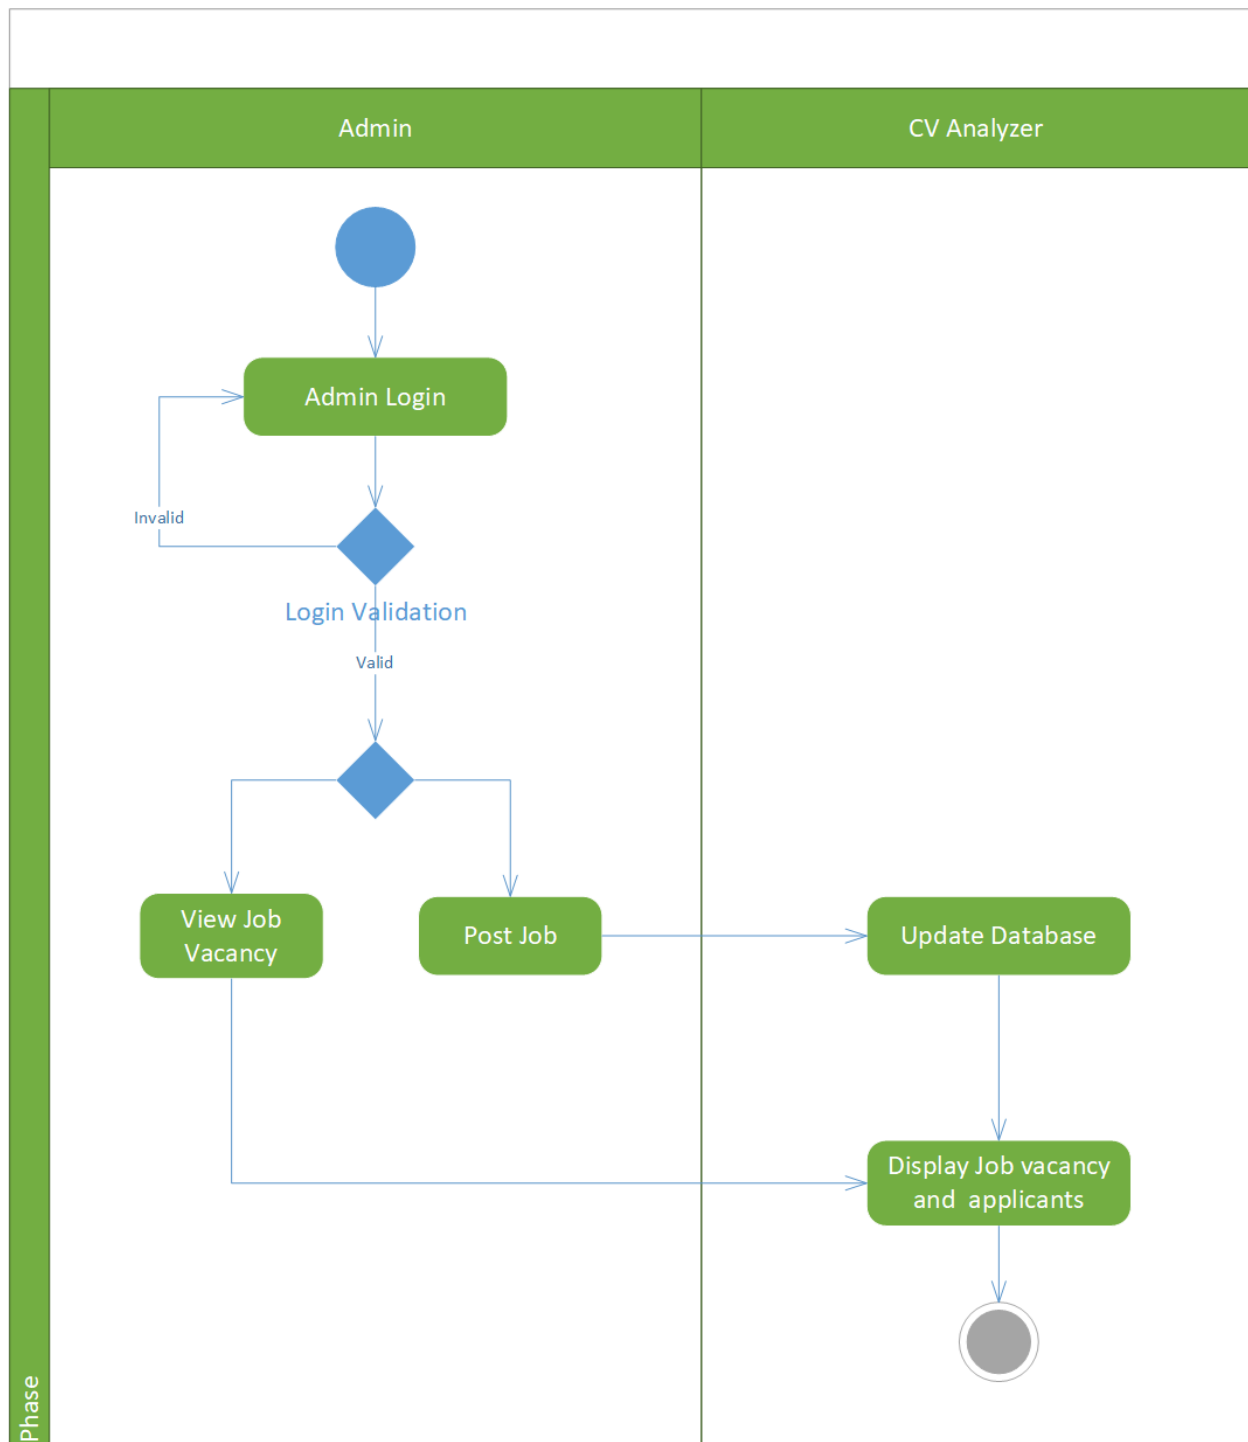 Admin
CV Analyzer
Admin Login
Invalid
Login Validation
Valid
View Job
Vacancy
Post Job
Update Database
Display Job vacancy
and  applicants
Phase